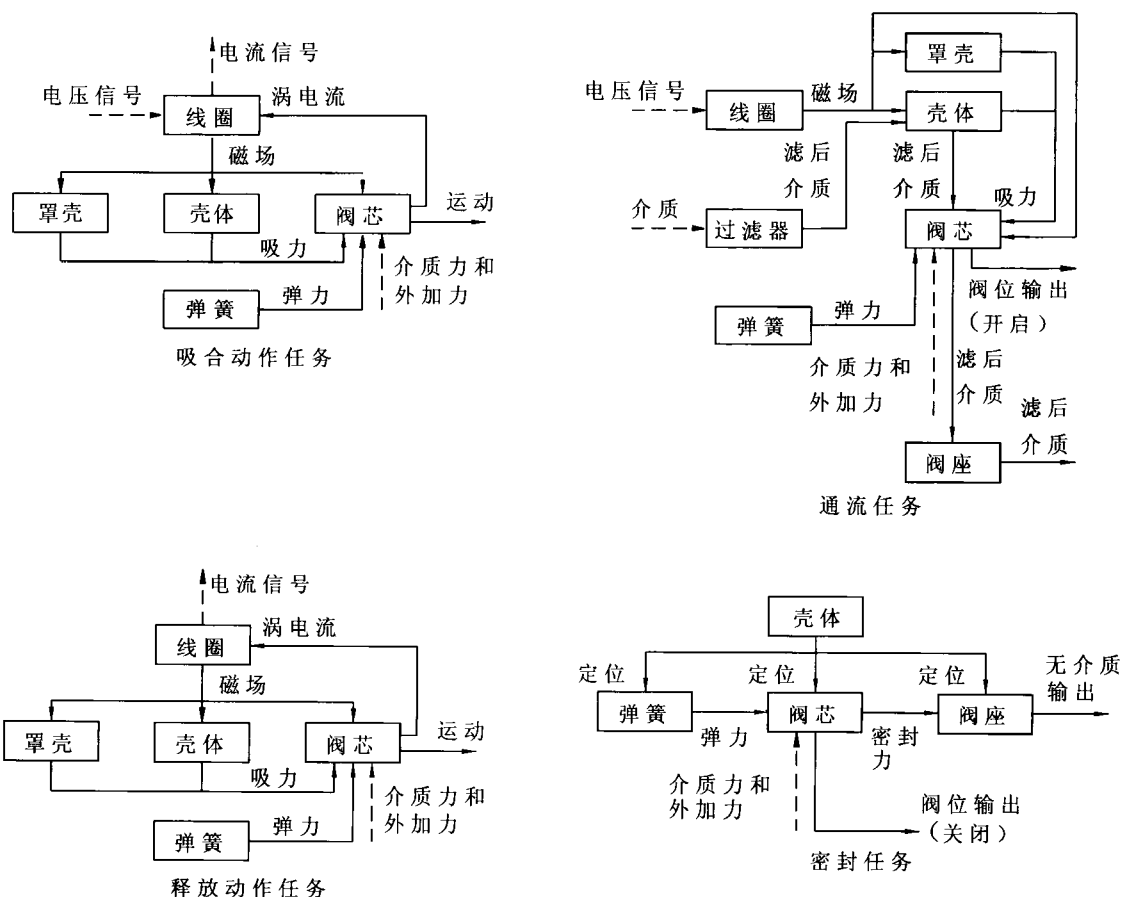 电流信号
电压信号
线圈
涡电流
磁场
罩壳
壳体
阀芯
运动
吸力
弹簧
弹力
介质力和
外加力
吸合动作任务
罩壳
电压信号
线圈
磁场
壳体
滤后
介质
滤后
介质
介质
过滤器
吸力
阀芯
弹簧
弹力
阀位输出
(开启)
介质力和
外加力
滤后
介质
滤后
介质
阀座
通流任务
电流信号
线圈
涡电流
磁场
罩壳
壳体
阀芯
运动
吸力
弹簧
弹力
介质力和
外加力
释放动作任务
壳体
定位
定位
定位
无介质
输出
弹簧
阀芯
阀座
弹力
密封
力
介质力和
外加力
阀位输出
(关闭)
密封任务